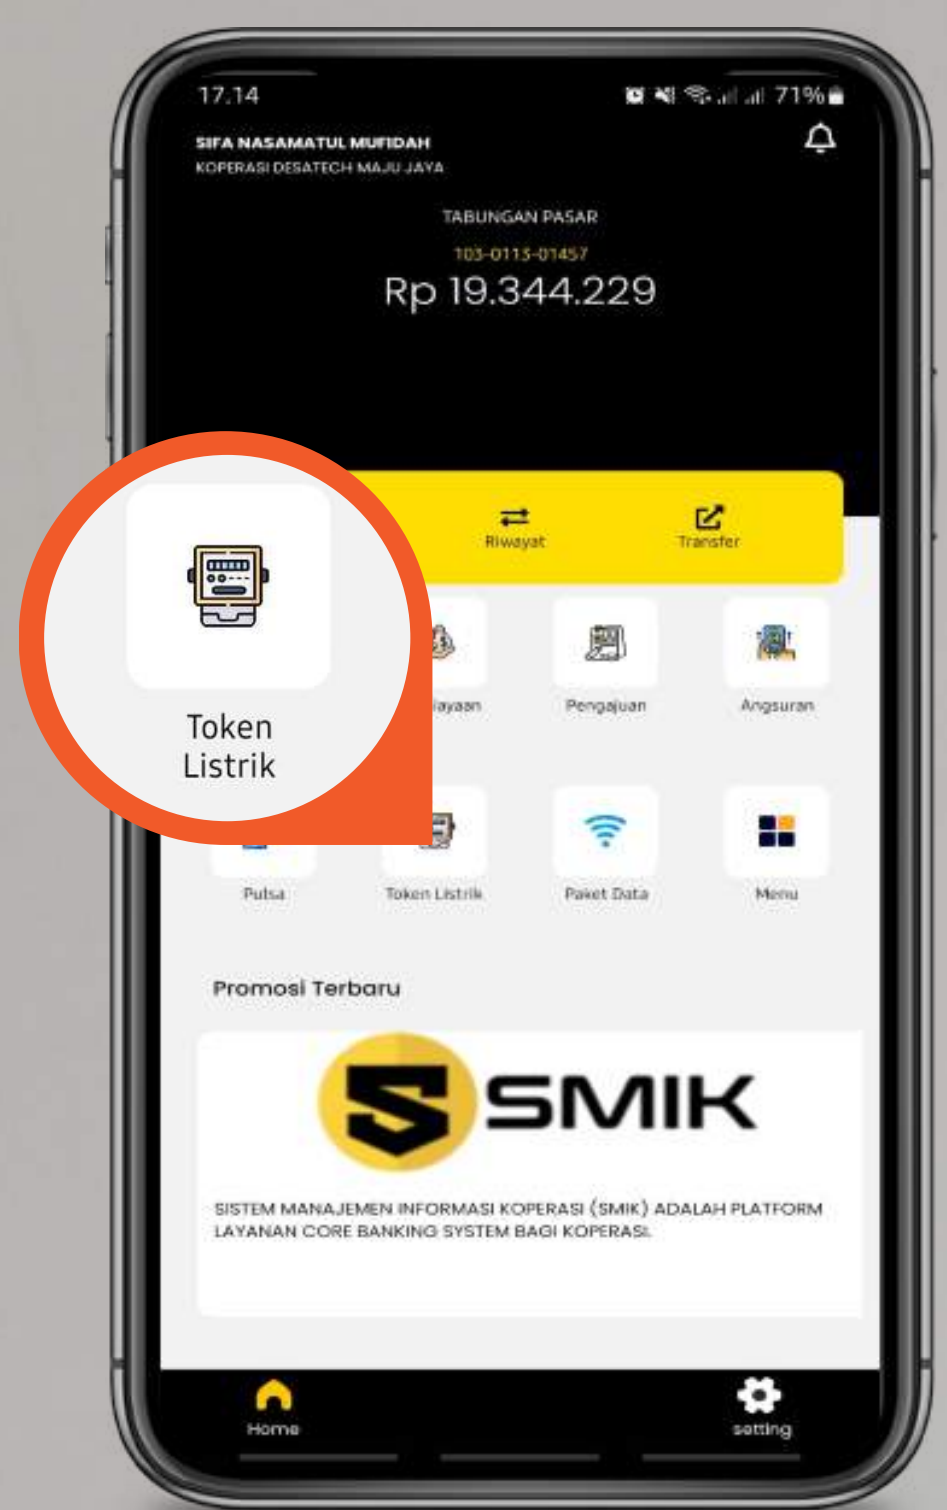 17.14
71%
SIFA NASAMATUL MUFIDAH
KOPERASI DESATECH MAJU JAYA
TABUNGAN PASAR
103-0113-01457
Rp 19.344.229
Riwayat
Transfer
Token
Listrik
Pengajuan
Angsuran
Pulsa
Token Listrik
Paket Data
Menu
Promosi Terbaru
S SMIK
SISTEM MANAJEMEN INFORMASI KOPERASI (SMIK) ADALAH PLATFORM
LAYANAN CORE BANKING SYSTEM BAGI KOPERASI.
Home
setting